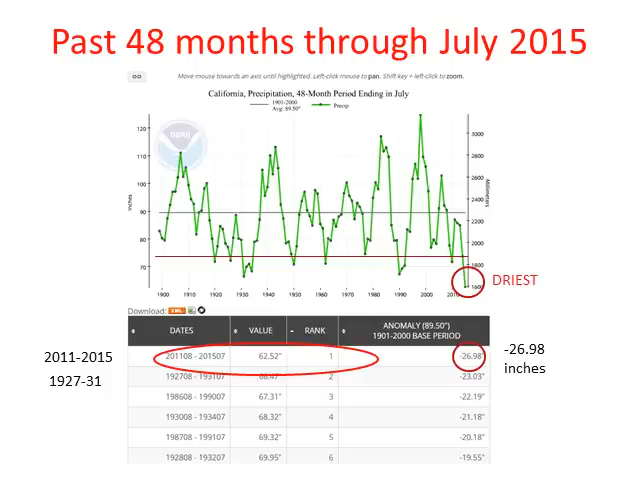 Past 48 months through July 2015
GO
Move mouse towards an axis until highlighted. Left-click mouse to pan. Shift key + left-click to zoom.
California, Precipitation, 48-Month Period Ending in July
1901-2000
Avg: 89.50"
Precip
NOAA
120
110
100
90
80
70
Inches
3000
2800
2600
2400
2200
2000
1800
1600
Millimeters
1900 1910 1920 1930 1940 1950 1960 1970 1980 1990 2000 2010
DRIEST
Download: XML
DATES VALUE RANK ANOMALY (89.50") 1901-2000 BASE PERIOD
2011-2015 201108 - 201507 62.52" 1 -26.98" -26.98 inches
1927-31 192708 - 193107 66.47" 2 -23.03"
198608 - 199007 67.31" 3 -22.19"
193008 - 193407 68.32" 4 -21.18"
198708 - 199107 69.32" 5 -20.18"
192808 - 193207 69.95" 6 -19.55"